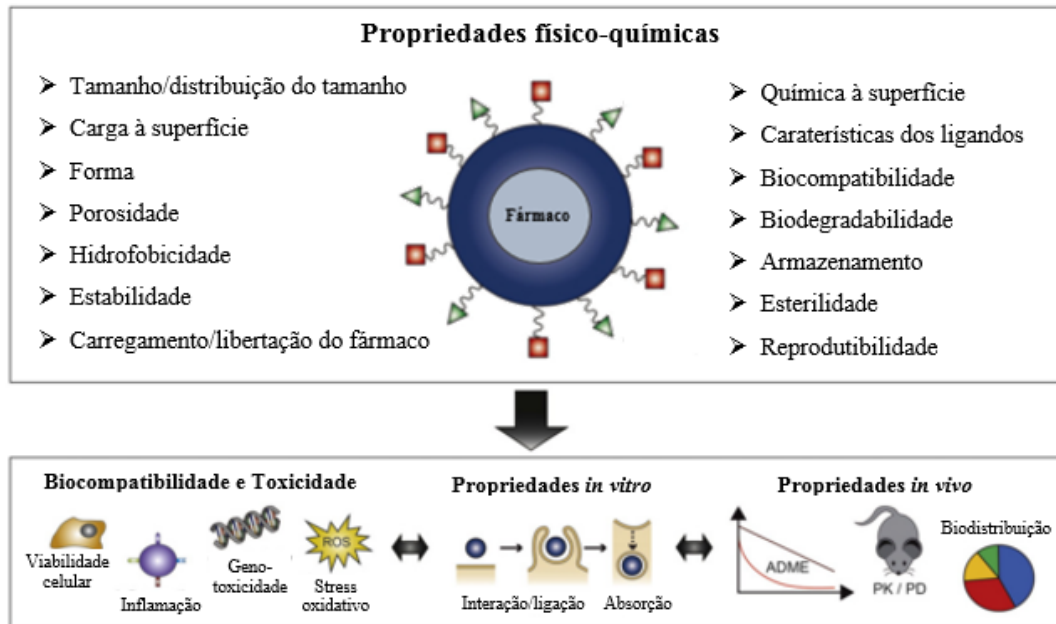 Propriedades físico-químicas
➤ Tamanho/distribuição do tamanho
➤ Carga à superfície
➤ Forma
➤ Porosidade
➤ Hidrofobicidade
➤ Estabilidade
➤ Carregamento/libertação do fármaco
Fármaco
➤ Química à superfície
➤ Caraterísticas dos ligandos
➤ Biocompatibilidade
➤ Biodegradabilidade
➤ Armazenamento
➤ Esterilidade
➤ Reprodutibilidade
Biocompatibilidade e Toxicidade
Viabilidade
celular
Inflamação
Geno-
toxicidade
ROS
Stress
oxidativo
Propriedades in vitro
Interação/ligação
Absorção
Propriedades in vivo
ADME
PK / PD
Biodistribuição